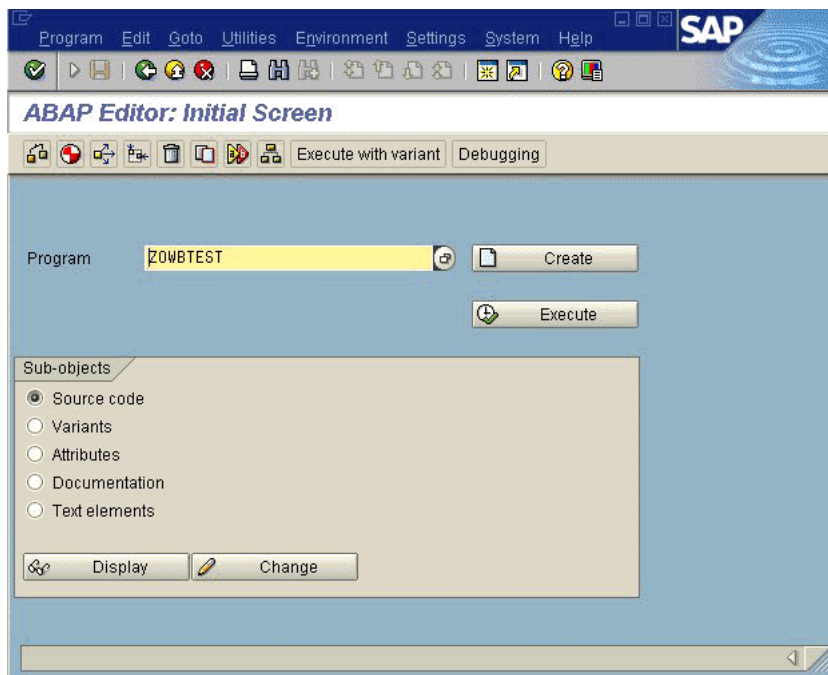 Program Edit Goto Utilities Environment Settings System Help
SAP
ABAP Editor: Initial Screen
Execute with variant Debugging
Program ZOWBTEST Create
Execute
Sub-objects
Source code
Variants
Attributes
Documentation
Text elements
Display Change